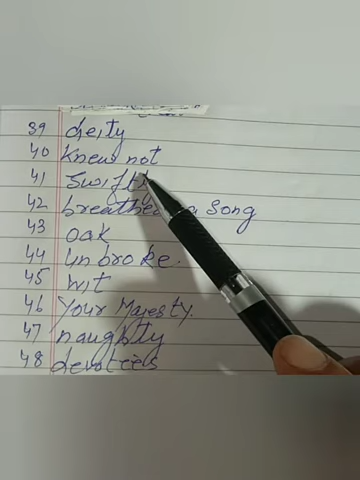 39 deity
40 Knew not
41 Swiftly
42 breathed a song
43 oak
44 unbroke.
45 wit
46 Your Majesty.
47 naughty
48 devotees